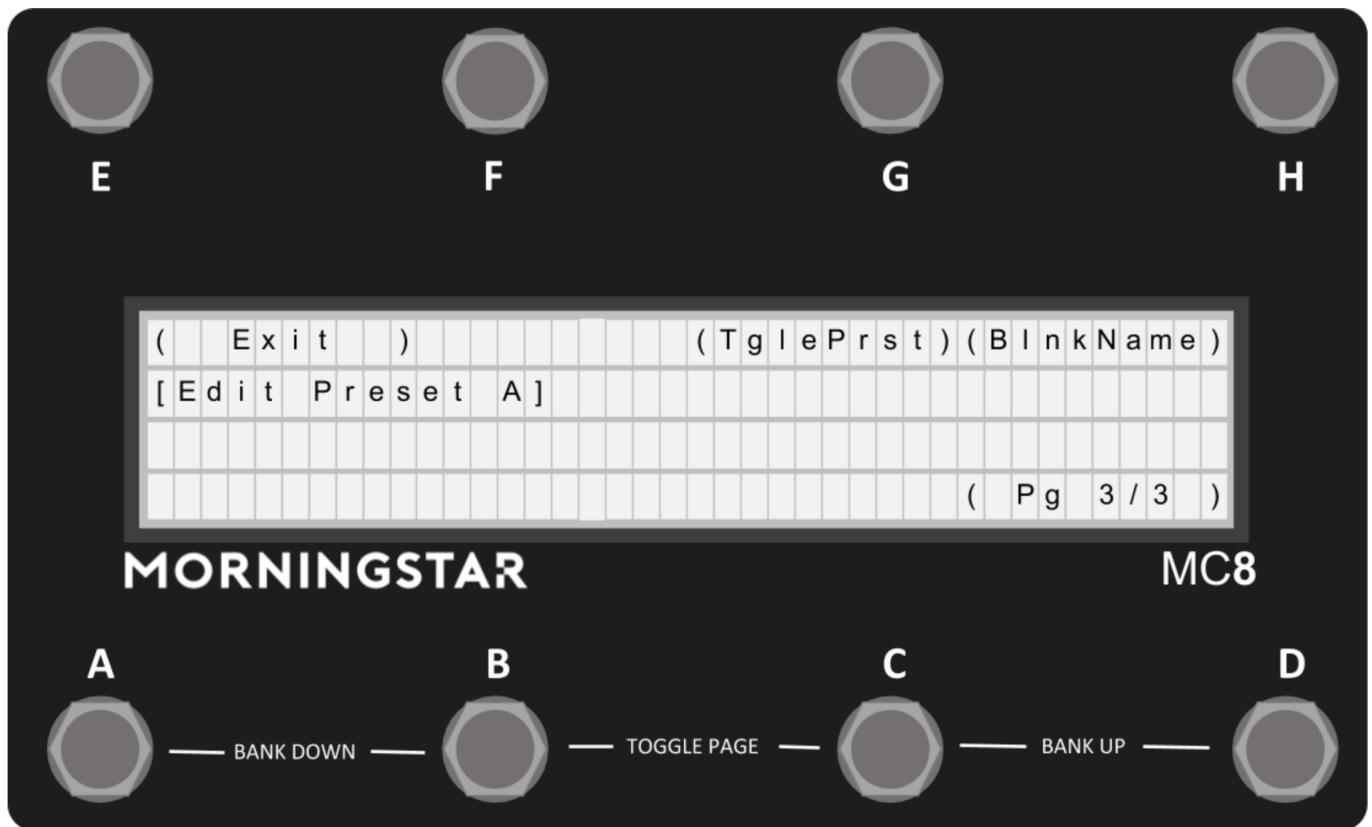 E F G H
( Exit ) (TglePrst)(BlnkName)
[Edit Preset A]
( Pg 3/3 )
MORNINGSTAR MC8
A B C D
BANK DOWN TOGGLE PAGE BANK UP